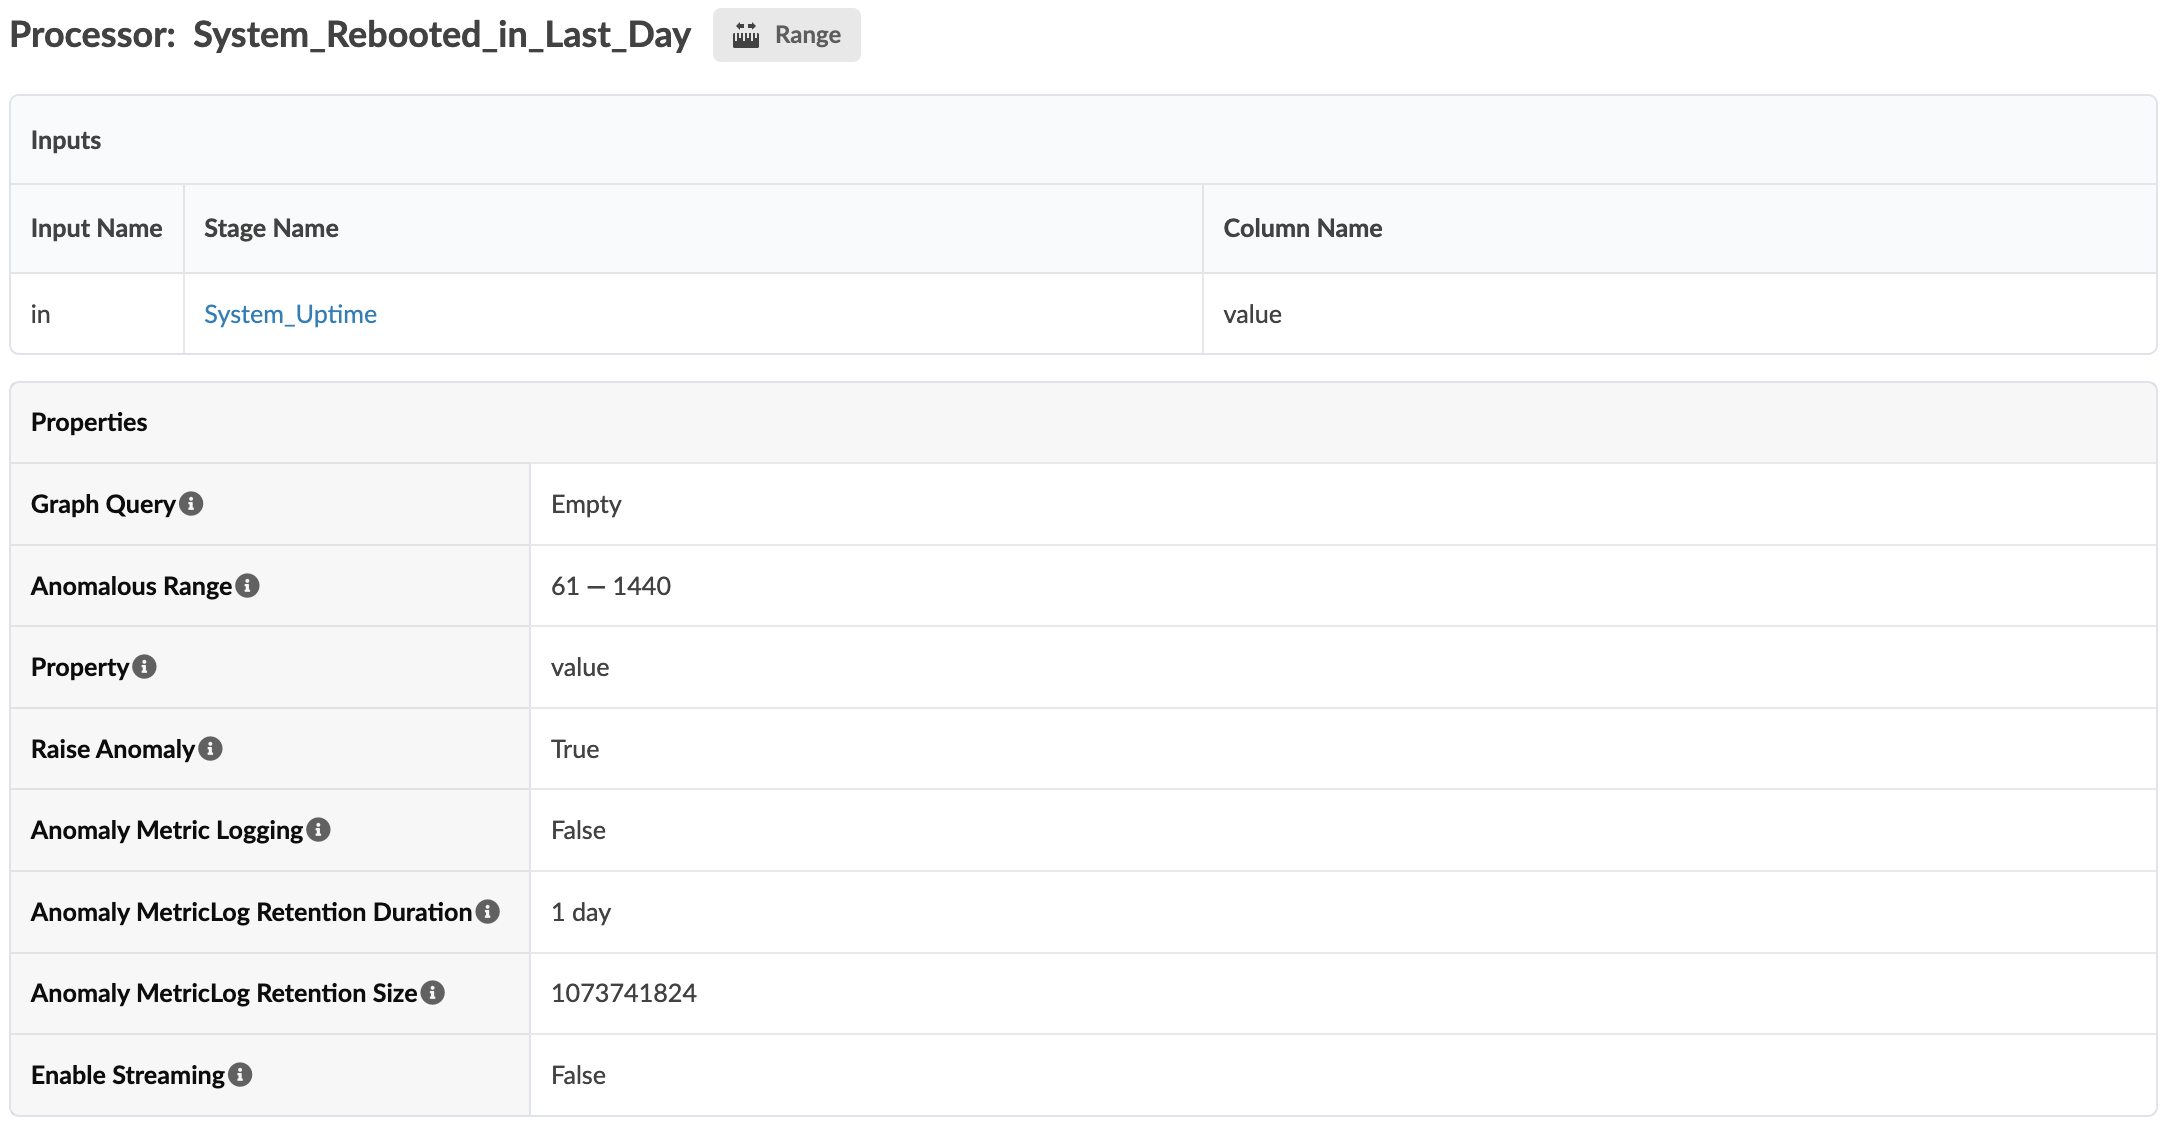 Processor: System_Rebooted_in_Last_Day Range
Inputs
Input Name Stage Name Column Name
in System_Uptime value
Properties
Graph Query Empty
Anomalous Range 61 — 1440
Property value
Raise Anomaly True
Anomaly Metric Logging False
Anomaly MetricLog Retention Duration 1 day
Anomaly MetricLog Retention Size 1073741824
Enable Streaming False